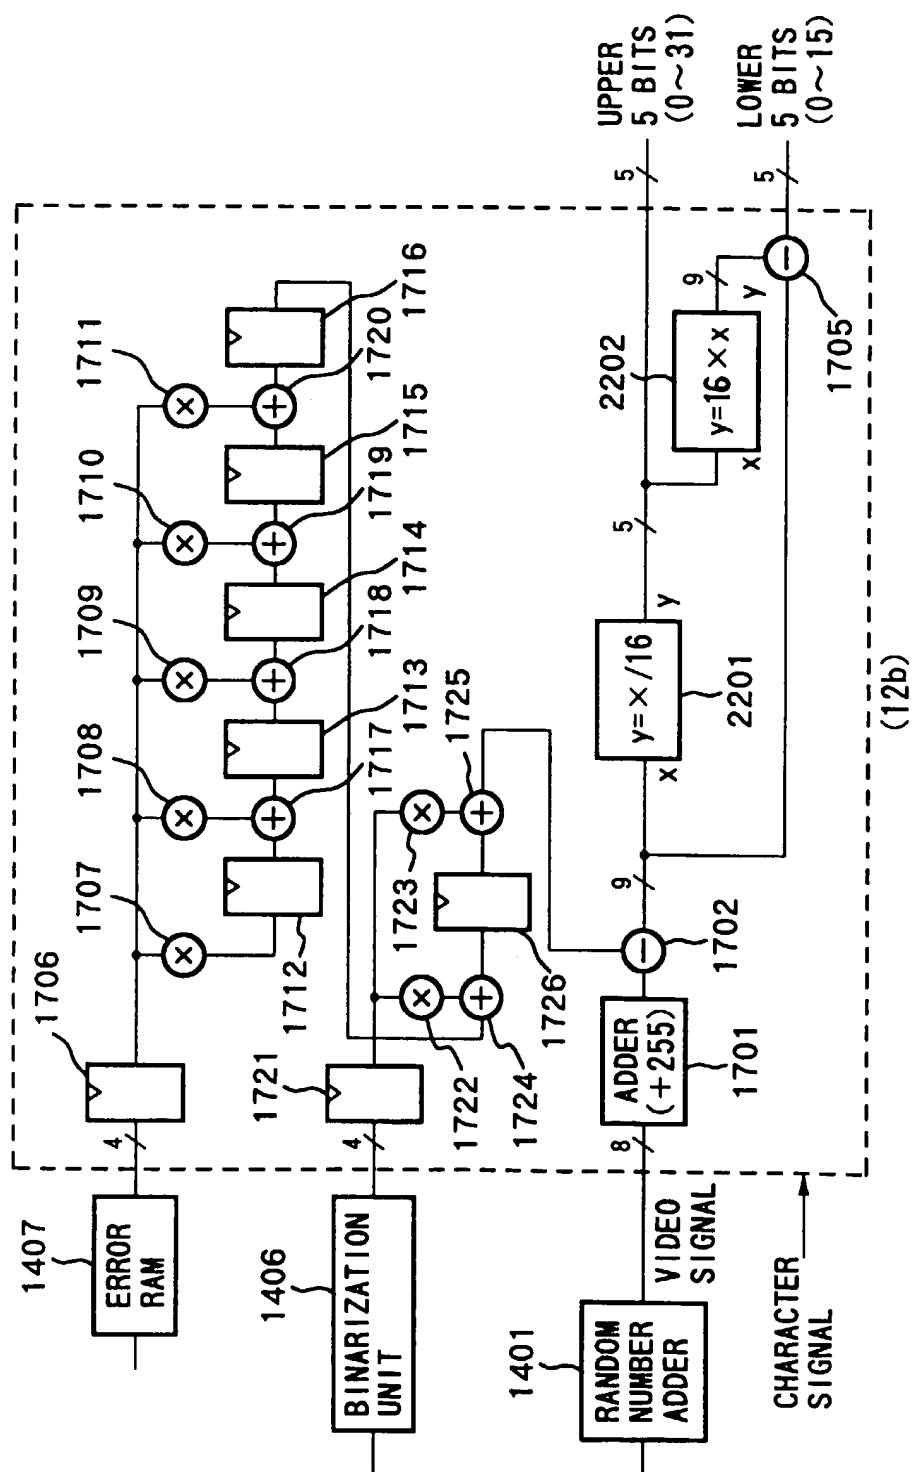 1407
ERROR
RAM
4
1706
1707
1708
1709
1710
1711
×
×
×
×
×
+
+
+
+
1712
1717
1713
1718
1714
1719
1715
1720
1716
1406
BINARIZATION
UNIT
4
1721
×
×
1722
1723
+
+
1724
1726
1725
1401
RANDOM
NUMBER
ADDER
VIDEO
SIGNAL
8
ADDER
(+255)
1701
−
1702
9
x
y=x/16
y
2201
5
x
y=16×x
y
2202
9
−
1705
5
UPPER
5 BITS
(0~31)
5
LOWER
5 BITS
(0~15)
CHARACTER
SIGNAL
(12b)